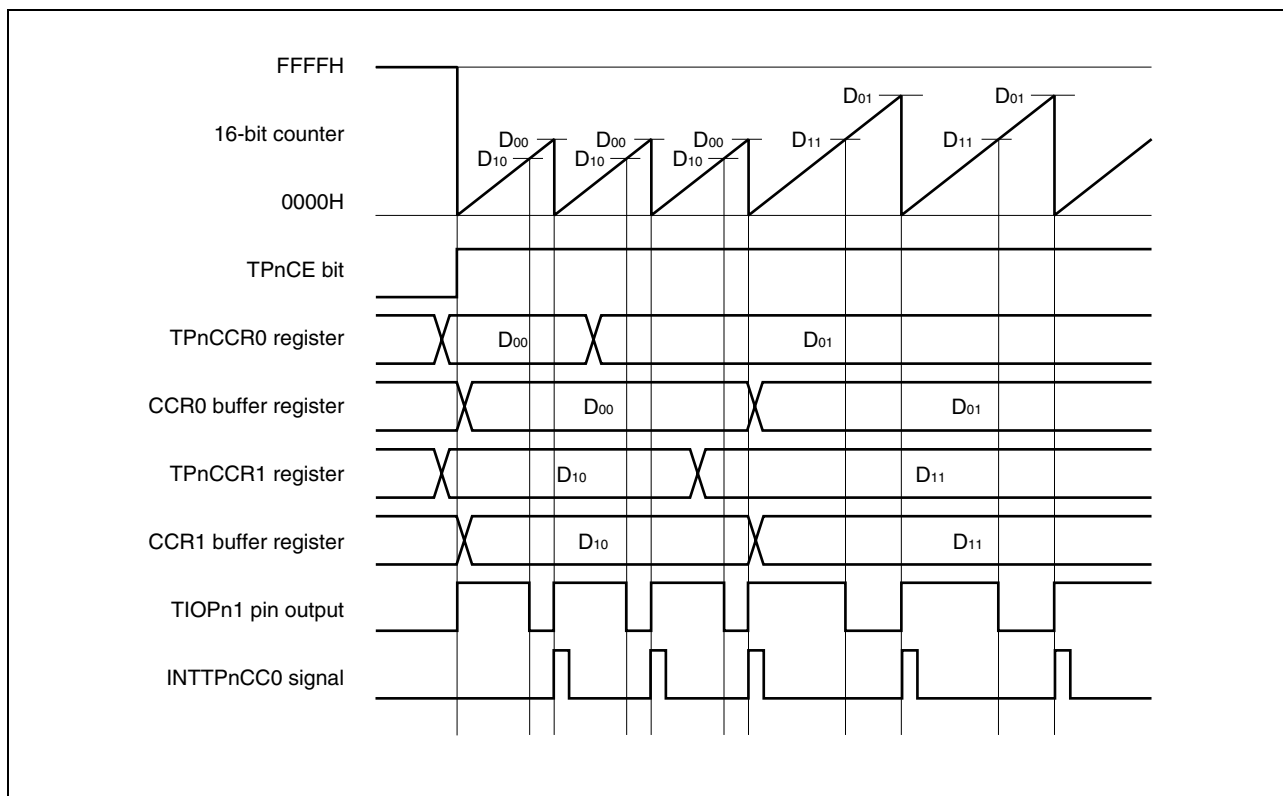 FFFFH
16-bit counter
0000H
D00 D00 D00 D01 D01
D10 D10 D10 D11 D11
TPnCE bit
TPnCCR0 register
D00 D01
CCR0 buffer register
D00 D01
TPnCCR1 register
D10 D11
CCR1 buffer register
D10 D11
TIOPn1 pin output
INTTPnCC0 signal